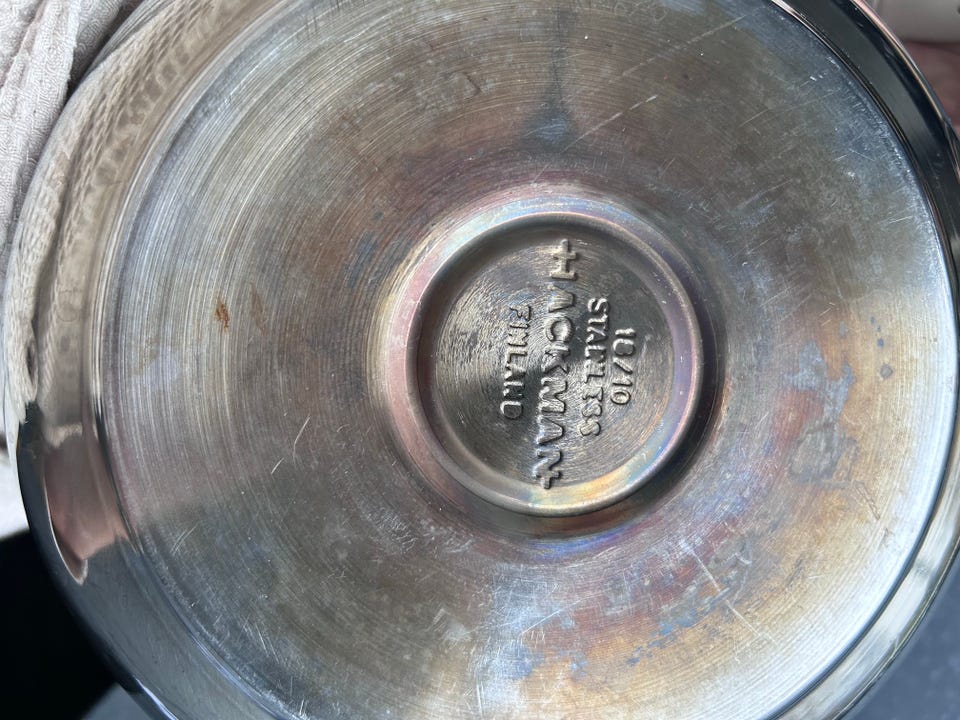 18/10
STAINLESS
HACKMAN
FINLAND